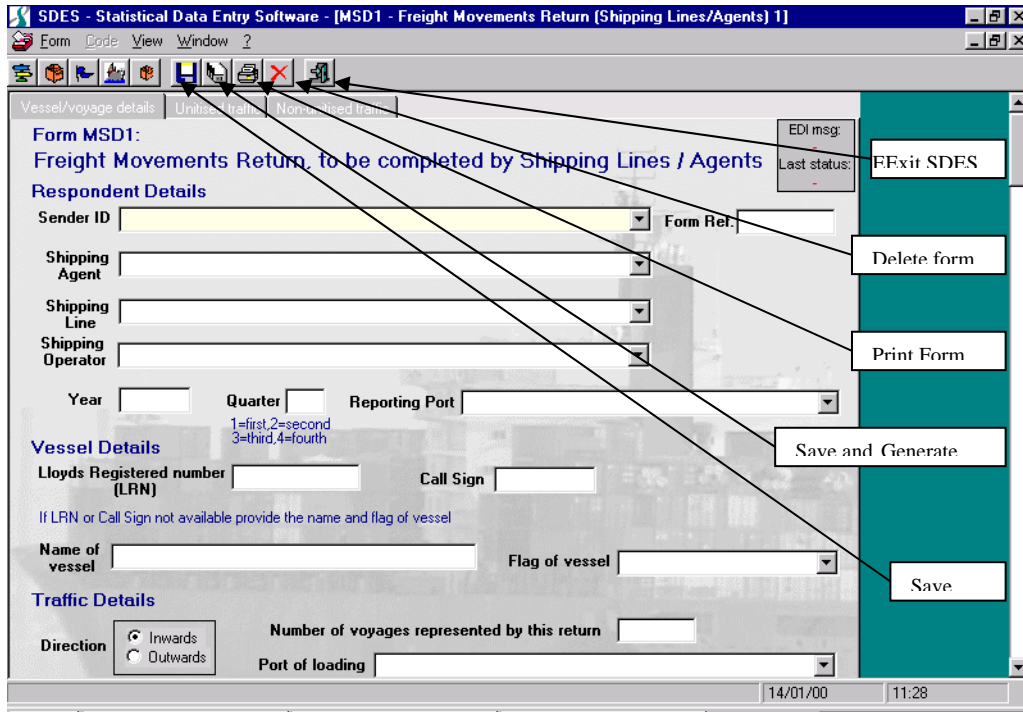 SDES - Statistical Data Entry Software - [MSD1 - Freight Movements Return (Shipping Lines/Agents) 1]
Form Code View Window ?
Vessel/voyage details Unitised traffic Non-unitised traffic
Form MSD1:
EDI msg:
-
Freight Movements Return, to be completed by Shipping Lines / Agents
Last status:
-
EExit SDES
Respondent Details
Sender ID
Form Ref.
Shipping
Agent
Delete form
Shipping
Line
Shipping
Operator
Print Form
Year
Quarter
Reporting Port
1=first,2=second
3=third,4=fourth
Vessel Details
Save and Generate
Lloyds Registered number
(LRN)
Call Sign
If LRN or Call Sign not available provide the name and flag of vessel
Name of
vessel
Flag of vessel
Save
Traffic Details
Direction
Inwards
Outwards
Number of voyages represented by this return
Port of loading
14/01/00 11:28